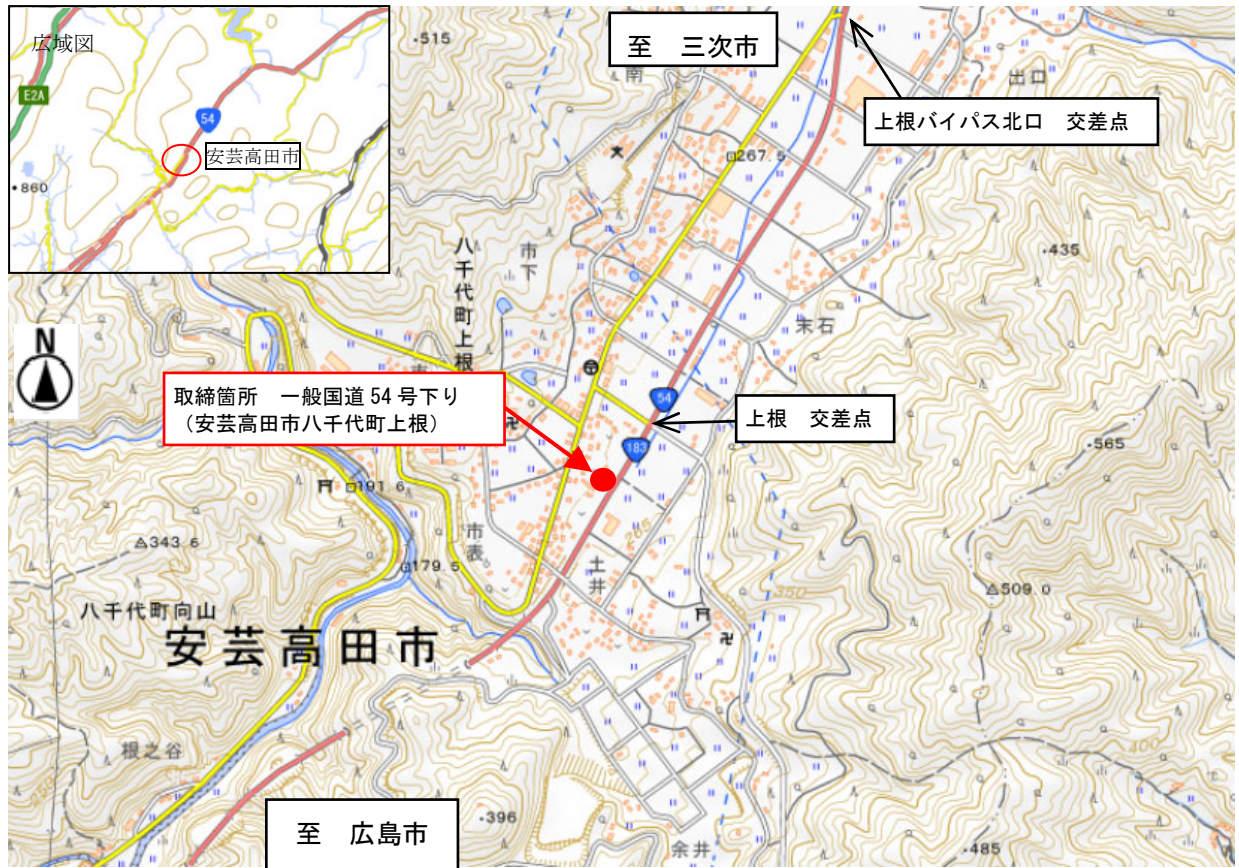 広域図
E2A
54
安芸高田市
860
515
至 三次市
南
出口
上根バイパス北口 交差点
267.5
435
八千代町上根
市下
末石
N
取締箇所 一般国道 54 号下り
(安芸高田市八千代町上根)
54
上根 交差点
183
565
191.6
343.6
市表
265
土井
179.5
350
509.0
八千代町向山
安芸高田市
根之谷
250
400
至 広島市
396
余井
485